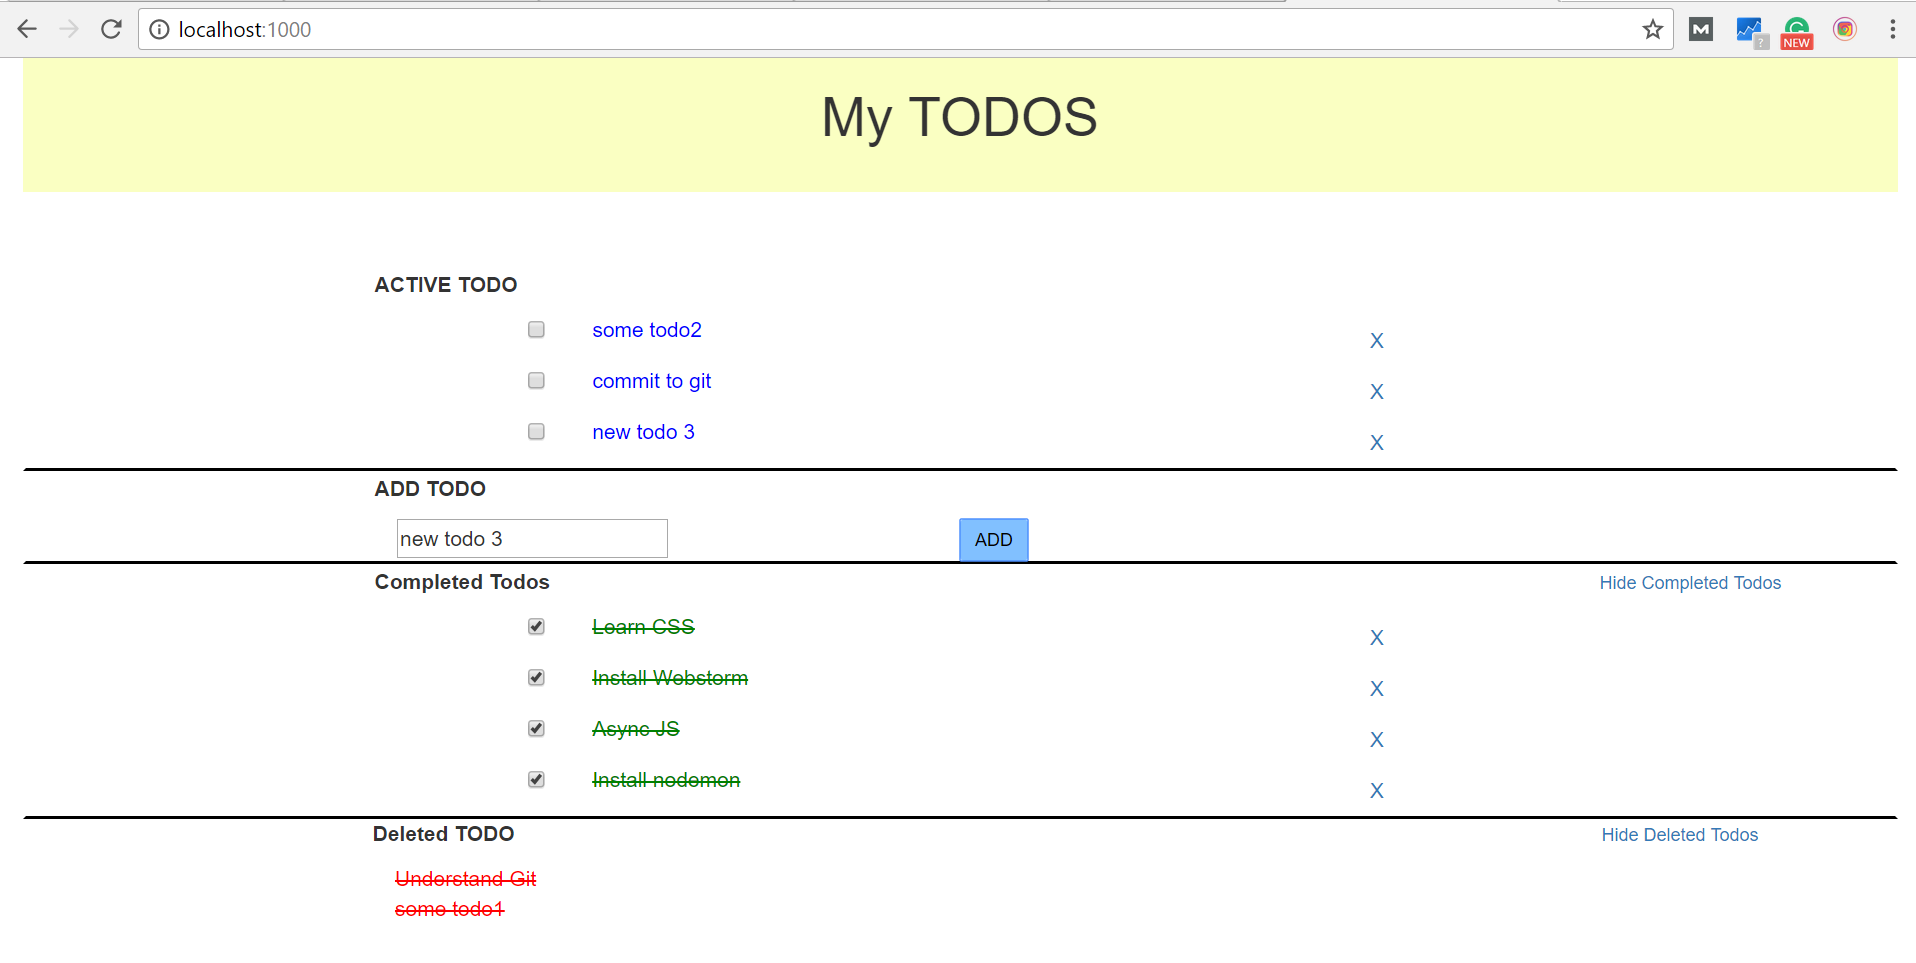 localhost:1000
NEW
My TODOS
ACTIVE TODO
some todo2 X
commit to git X
new todo 3 X
ADD TODO
new todo 3 ADD
Completed Todos Hide Completed Todos
Learn CSS X
Install Webstorm X
Async JS X
Install nodemon X
Deleted TODO Hide Deleted Todos
Understand Git
some todo1